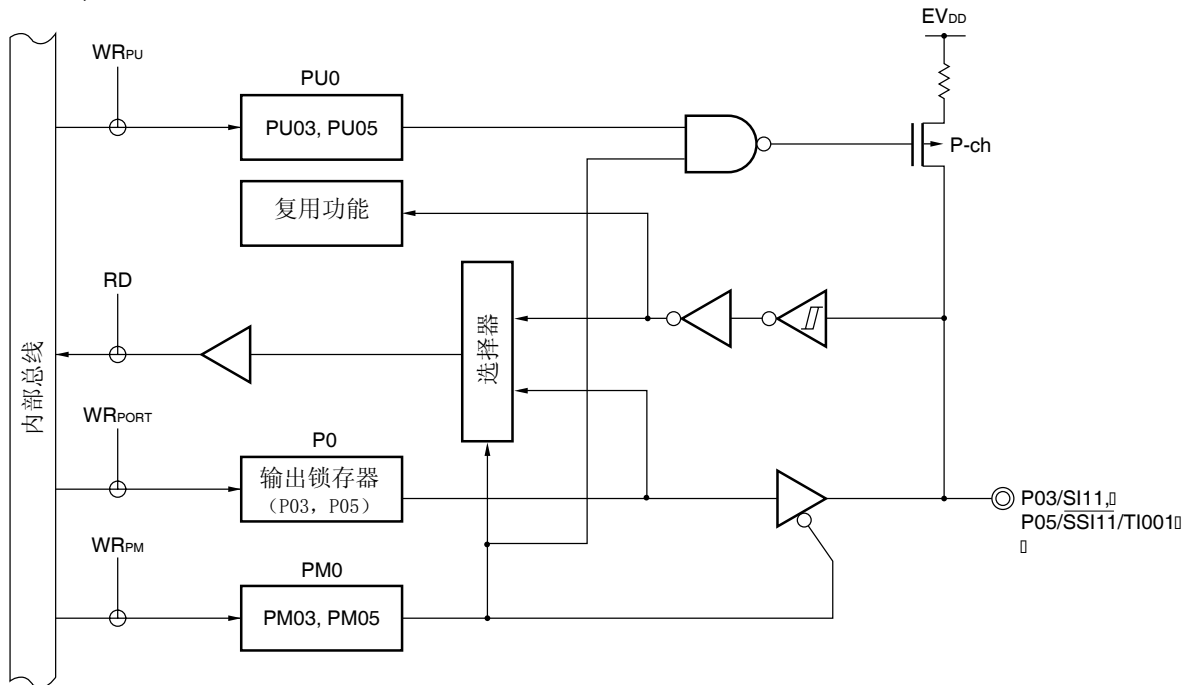 EVDD
WRPU
PU0
PU03, PU05
P-ch
复用功能
RD
选择器
内部总线
WRPORT
P0
输出锁存器
（P03, P05）
P03/SI11,
P05/SSI11/TI001
WRPM
PM0
PM03, PM05